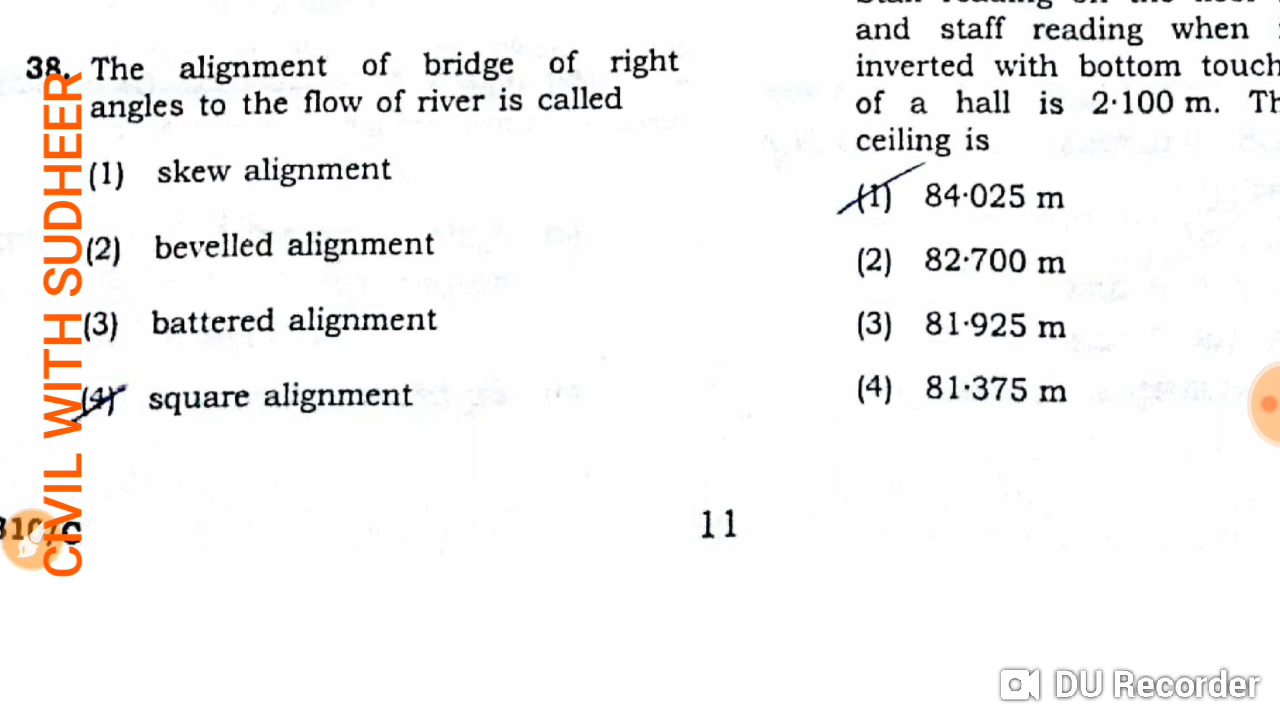 38. The alignment of bridge of right
angles to the flow of river is called
(1) skew alignment
(2) bevelled alignment
(3) battered alignment
(4) square alignment
and staff reading when
inverted with bottom touch
of a hall is 2·100 m. Th
ceiling is
(1) 84·025 m
(2) 82·700 m
(3) 81·925 m
(4) 81·375 m
11
CIVIL WITH SUDHEER
DU Recorder